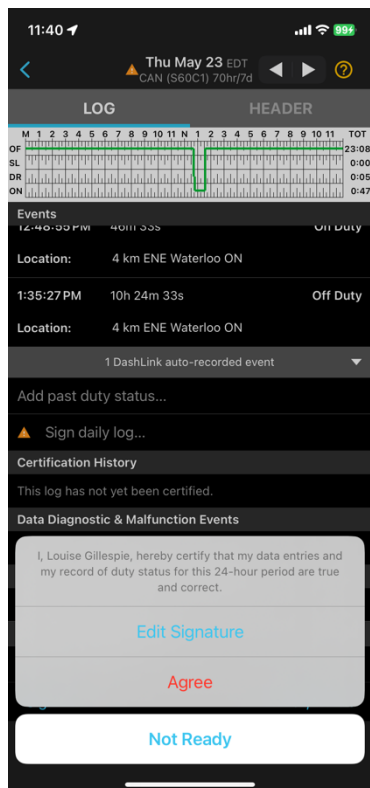 11:40
99
Thu May 23 EDT
CAN (S60C1) 70hr/7d
LOG HEADER
M 1 2 3 4 5 6 7 8 9 10 11 N 1 2 3 4 5 6 7 8 9 10 11 TOT
OF 23:08
SL 0:00
DR 0:05
ON 0:47
Events
12:48:55 PM 46m 33s Off Duty
Location: 4 km ENE Waterloo ON
1:35:27 PM 10h 24m 33s Off Duty
Location: 4 km ENE Waterloo ON
1 DashLink auto-recorded event
Add past duty status...
Sign daily log...
Certification History
This log has not yet been certified.
Data Diagnostic & Malfunction Events
I, Louise Gillespie, hereby certify that my data entries and
my record of duty status for this 24-hour period are true
and correct.
Edit Signature
Agree
Not Ready